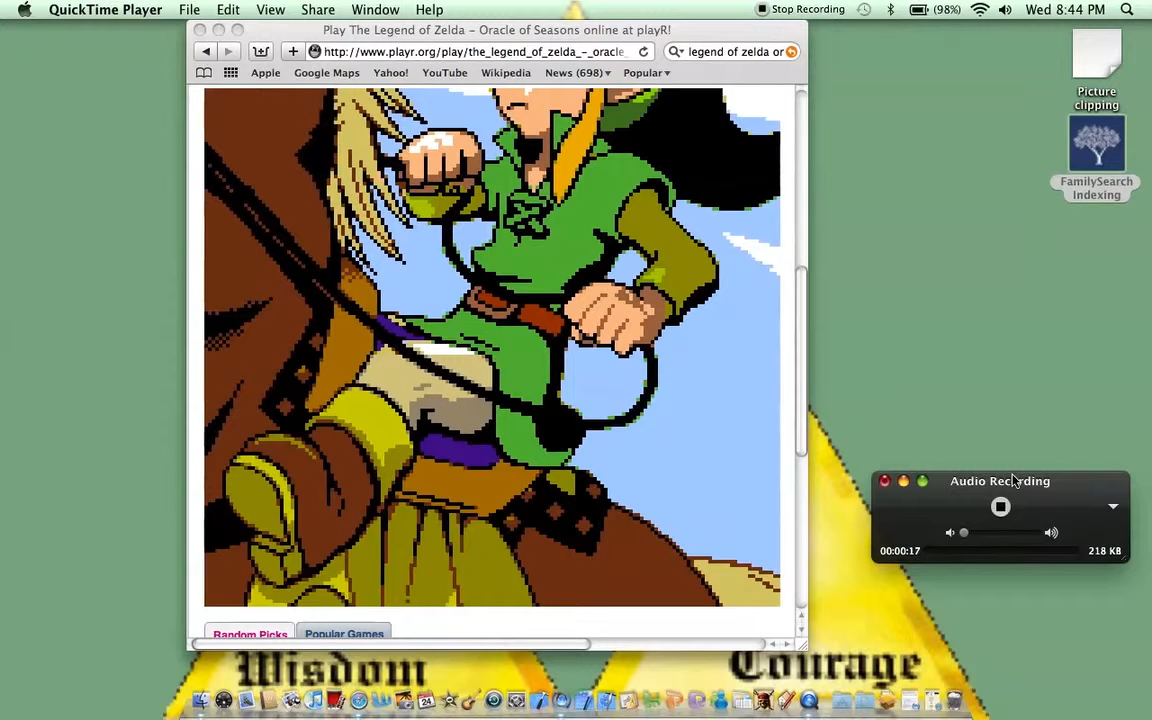 QuickTime Player File Edit View Share Window Help Stop Recording (98%) Wed 8:44 PM
Play The Legend of Zelda – Oracle of Seasons online at playR!
http://www.playr.org/play/the_legend_of_zelda_-_oracle_ legend of zelda or
Apple Google Maps Yahoo! YouTube Wikipedia News (698) Popular
Picture
clipping
FamilySearch
Indexing
Audio Recording
00:00:17 218 KB
Random Picks Popular Games
Wisdom Courage
24